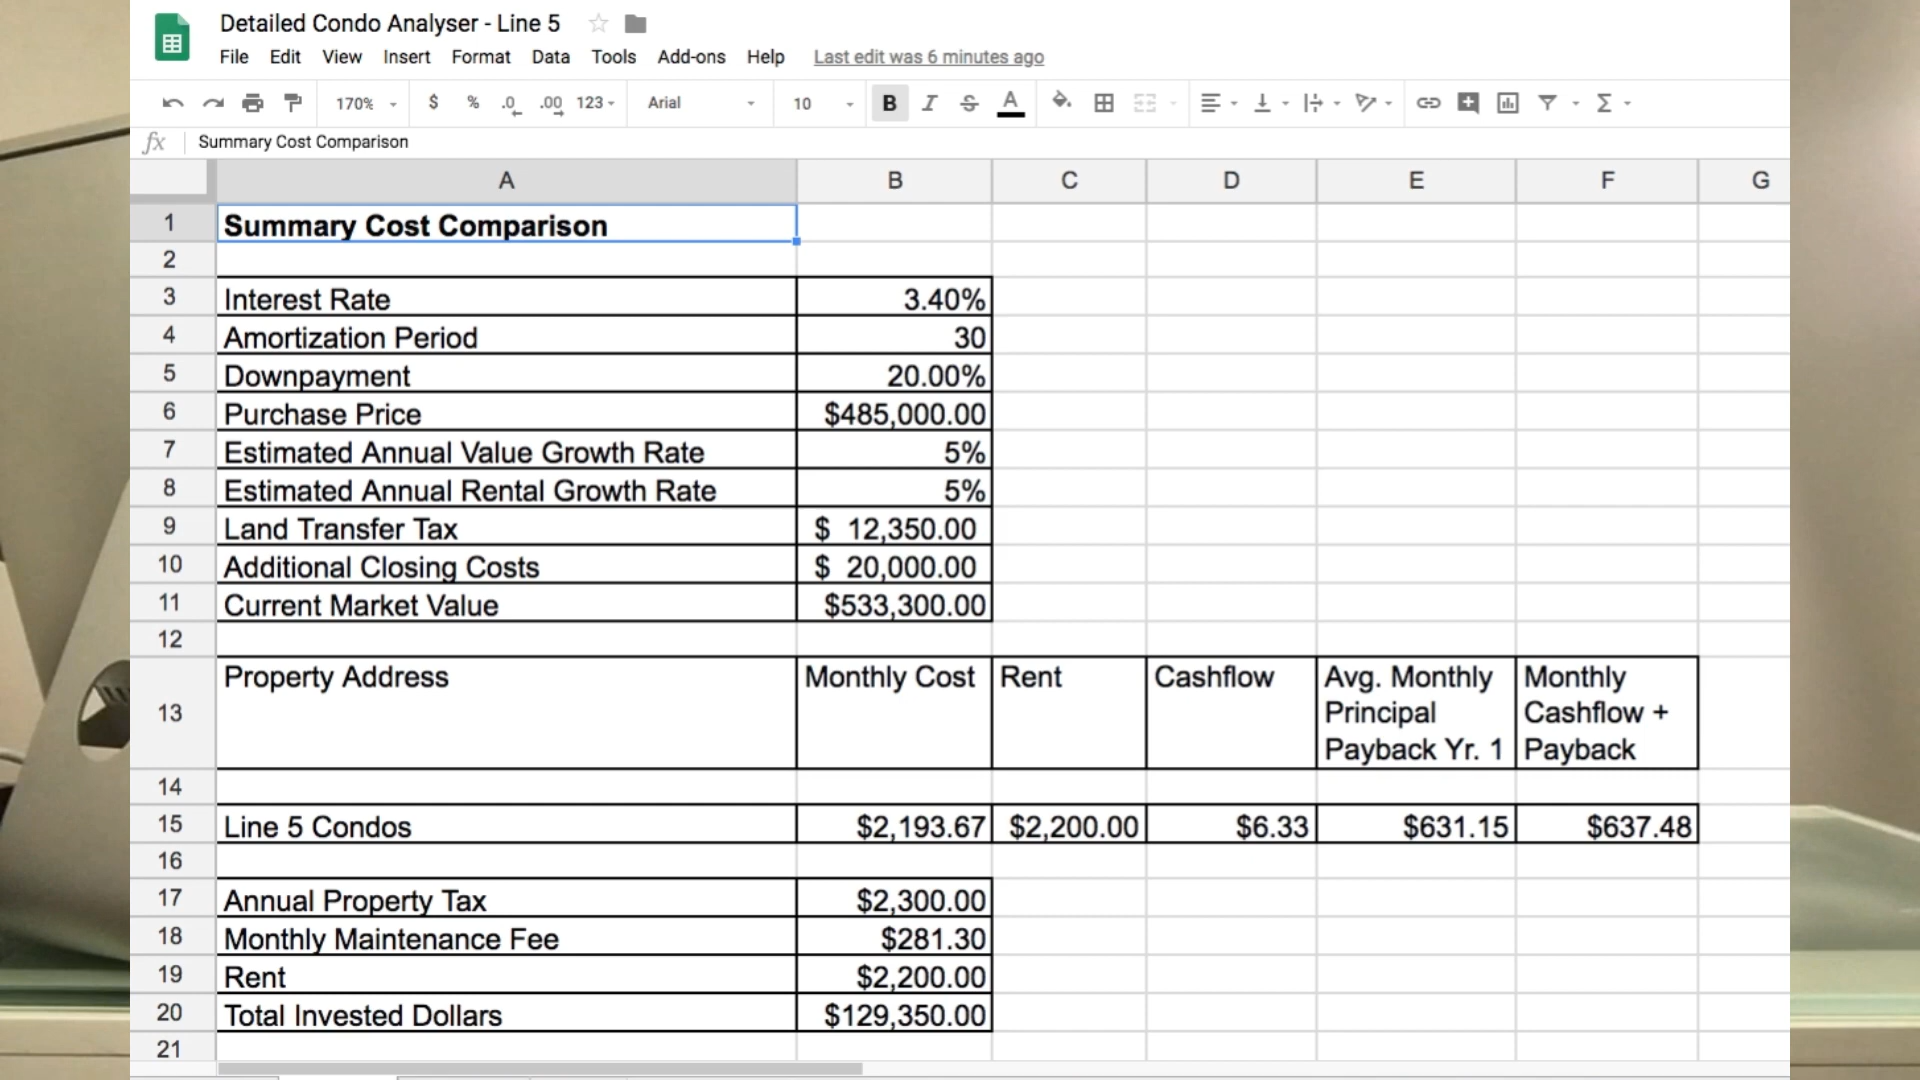 Detailed Condo Analyser - Line 5
File Edit View Insert Format Data Tools Add-ons Help Last edit was 6 minutes ago
170% $ % .0 .00 123 Arial 10 B I S A Σ
fx Summary Cost Comparison
A B C D E F G
1 Summary Cost Comparison
2
3 Interest Rate 3.40%
4 Amortization Period 30
5 Downpayment 20.00%
6 Purchase Price $485,000.00
7 Estimated Annual Value Growth Rate 5%
8 Estimated Annual Rental Growth Rate 5%
9 Land Transfer Tax $ 12,350.00
10 Additional Closing Costs $ 20,000.00
11 Current Market Value $533,300.00
12
13 Property Address Monthly Cost Rent Cashflow Avg. Monthly Principal Payback Yr. 1 Monthly Cashflow + Payback
14
15 Line 5 Condos $2,193.67 $2,200.00 $6.33 $631.15 $637.48
16
17 Annual Property Tax $2,300.00
18 Monthly Maintenance Fee $281.30
19 Rent $2,200.00
20 Total Invested Dollars $129,350.00
21